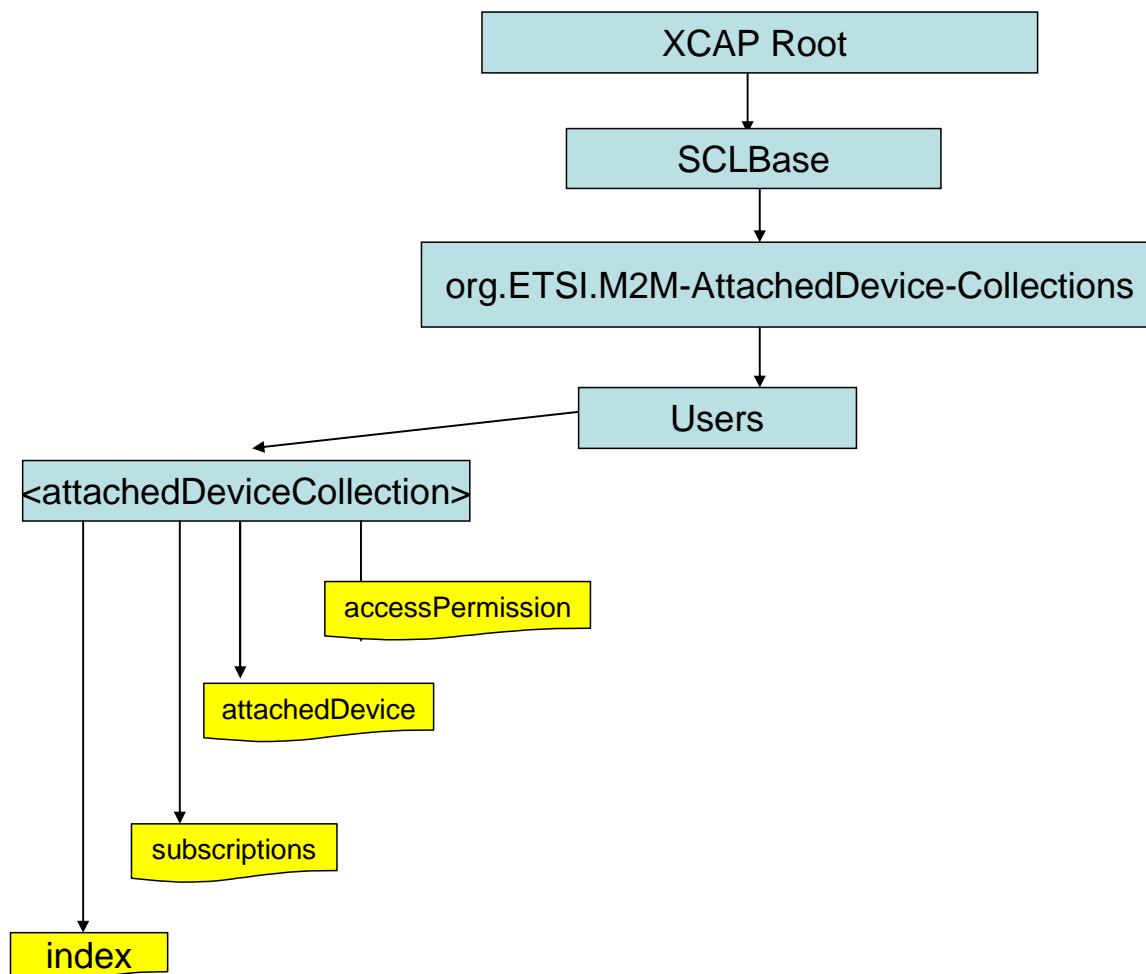 XCAP Root
SCLBase
org.ETSI.M2M-AttachedDevice-Collections
Users
<attachedDeviceCollection>
accessPermission
attachedDevice
subscriptions
index